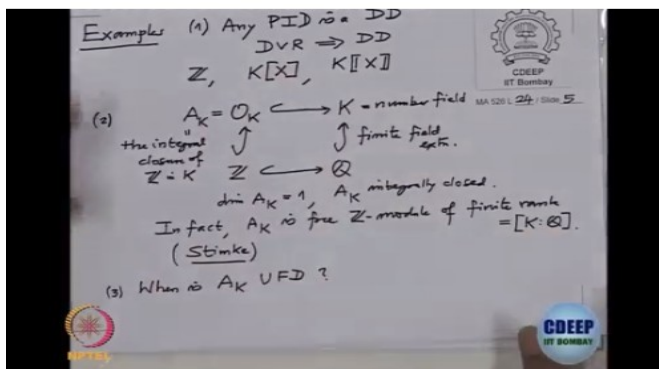 Examples (1) Any PID is a DD
DVR ⇒ DD
ℤ, K[X], K[[X]]
CDEEP
IIT Bombay
MA 526 L 24 / Slide 5
(2) A_K = O_K ↪ K = number field
the integral closure of ℤ in K
finite field extn.
ℤ ↪ ℚ
dim A_K = 1, A_K integrally closed.
In fact, A_K is free ℤ-module of finite rank
= [K:ℚ].
(Stinke)
(3) When is A_K UFD ?
NPTEL
CDEEP
IIT BOMBAY